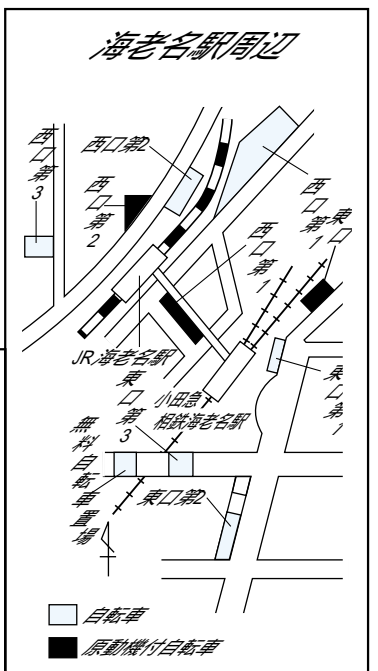 海老名駅周辺
西口第3
西口第2
西口第2
西口第1
西口第1
東口第1
JR海老名駅
小田急
相鉄海老名駅
東口第1
東口第3
無料自転車置場
東口第2
自転車
原動機付自転車